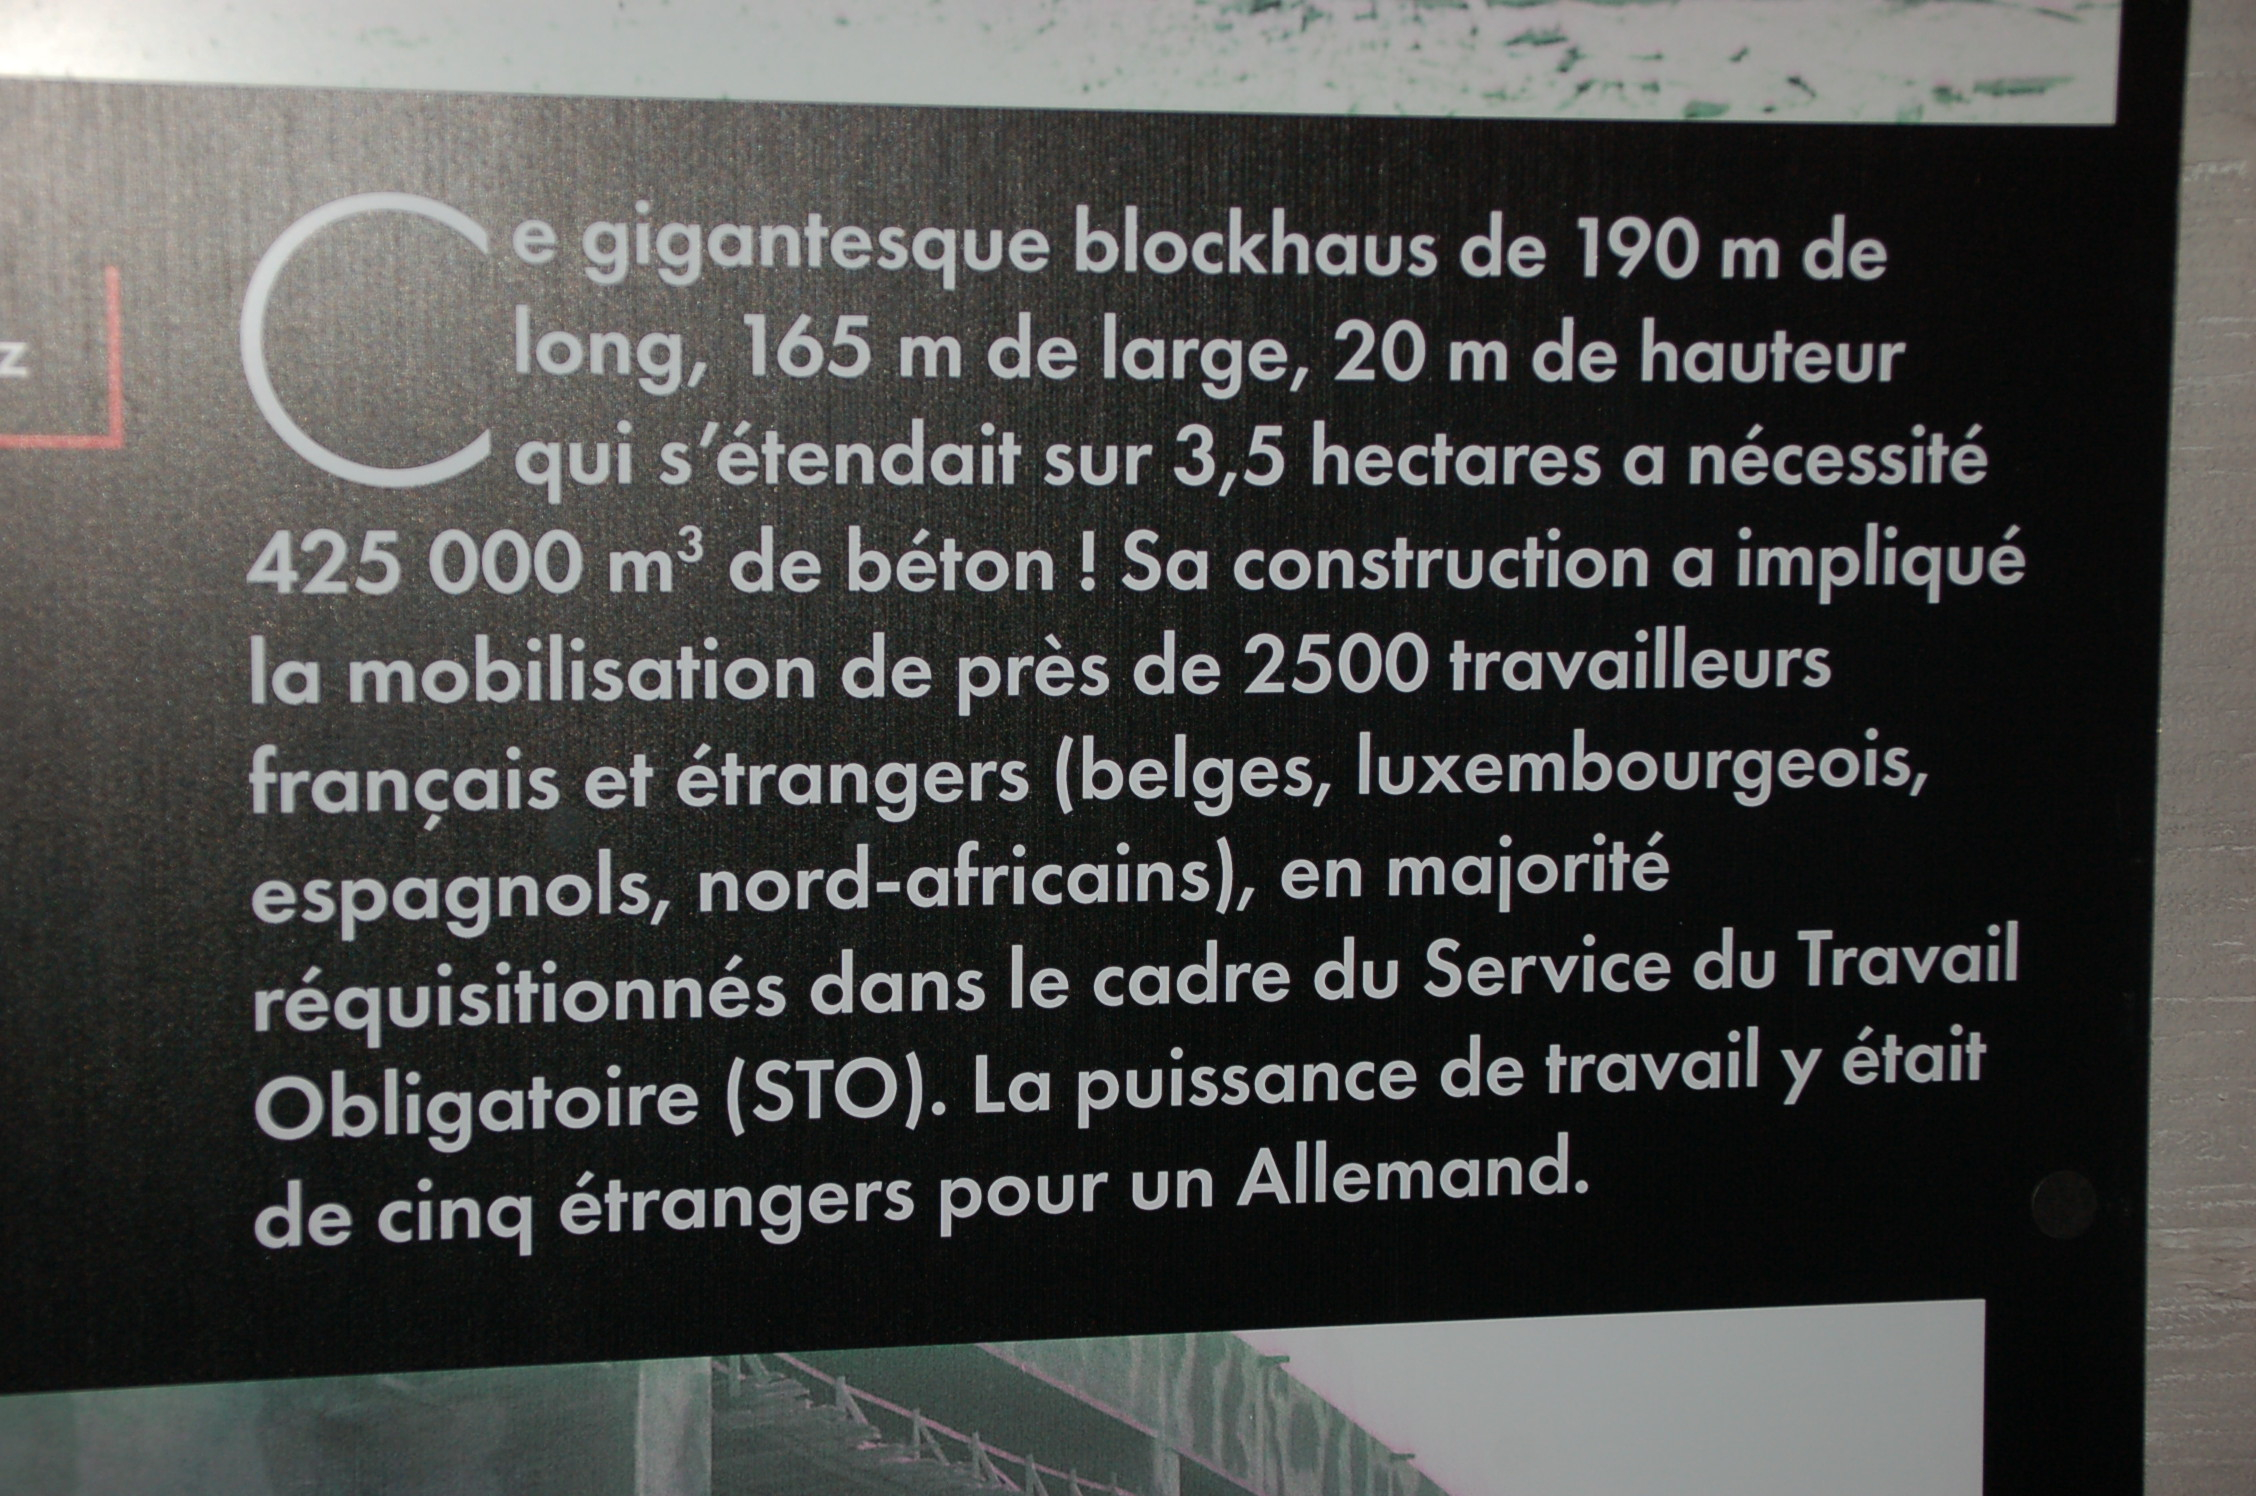 z
Ce gigantesque blockhaus de 190 m de
long, 165 m de large, 20 m de hauteur
qui s'étendait sur 3,5 hectares a nécessité
425 000 m³ de béton ! Sa construction a impliqué
la mobilisation de près de 2500 travailleurs
français et étrangers (belges, luxembourgeois,
espagnols, nord-africains), en majorité
réquisitionnés dans le cadre du Service du Travail
Obligatoire (STO). La puissance de travail y était
de cinq étrangers pour un Allemand.